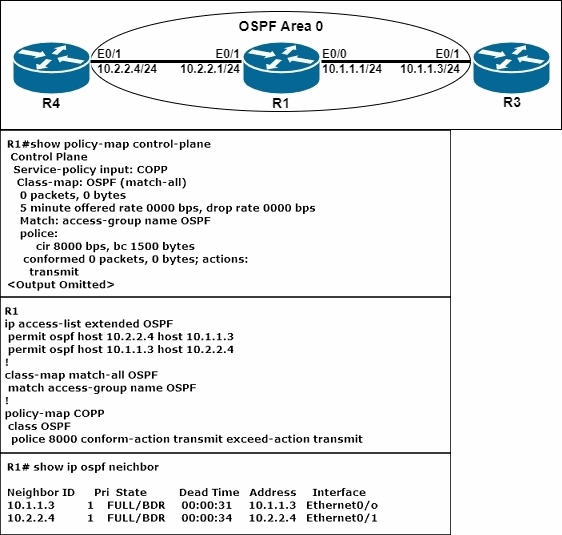 OSPF Area 0
E0/1
E0/1
E0/0
E0/1
10.2.2.4/24
10.2.2.1/24
10.1.1.1/24
10.1.1.3/24
R4
R1
R3
R1#show policy-map control-plane
Control Plane
Service-policy input: COPP
Class-map: OSPF (match-all)
0 packets, 0 bytes
5 minute offered rate 0000 bps, drop rate 0000 bps
Match: access-group name OSPF
police:
cir 8000 bps, bc 1500 bytes
conformed 0 packets, 0 bytes; actions:
transmit
<Output Omitted>
R1
ip access-list extended OSPF
permit ospf host 10.2.2.4 host 10.1.1.3
permit ospf host 10.1.1.3 host 10.2.2.4
!
class-map match-all OSPF
match access-group name OSPF
!
policy-map COPP
class OSPF
police 8000 conform-action transmit exceed-action transmit
R1# show ip ospf neighbor
Neighbor ID Pri State Dead Time Address Interface
10.1.1.3 1 FULL/BDR 00:00:31 10.1.1.3 Ethernet0/o
10.2.2.4 1 FULL/BDR 00:00:34 10.2.2.4 Ethernet0/1